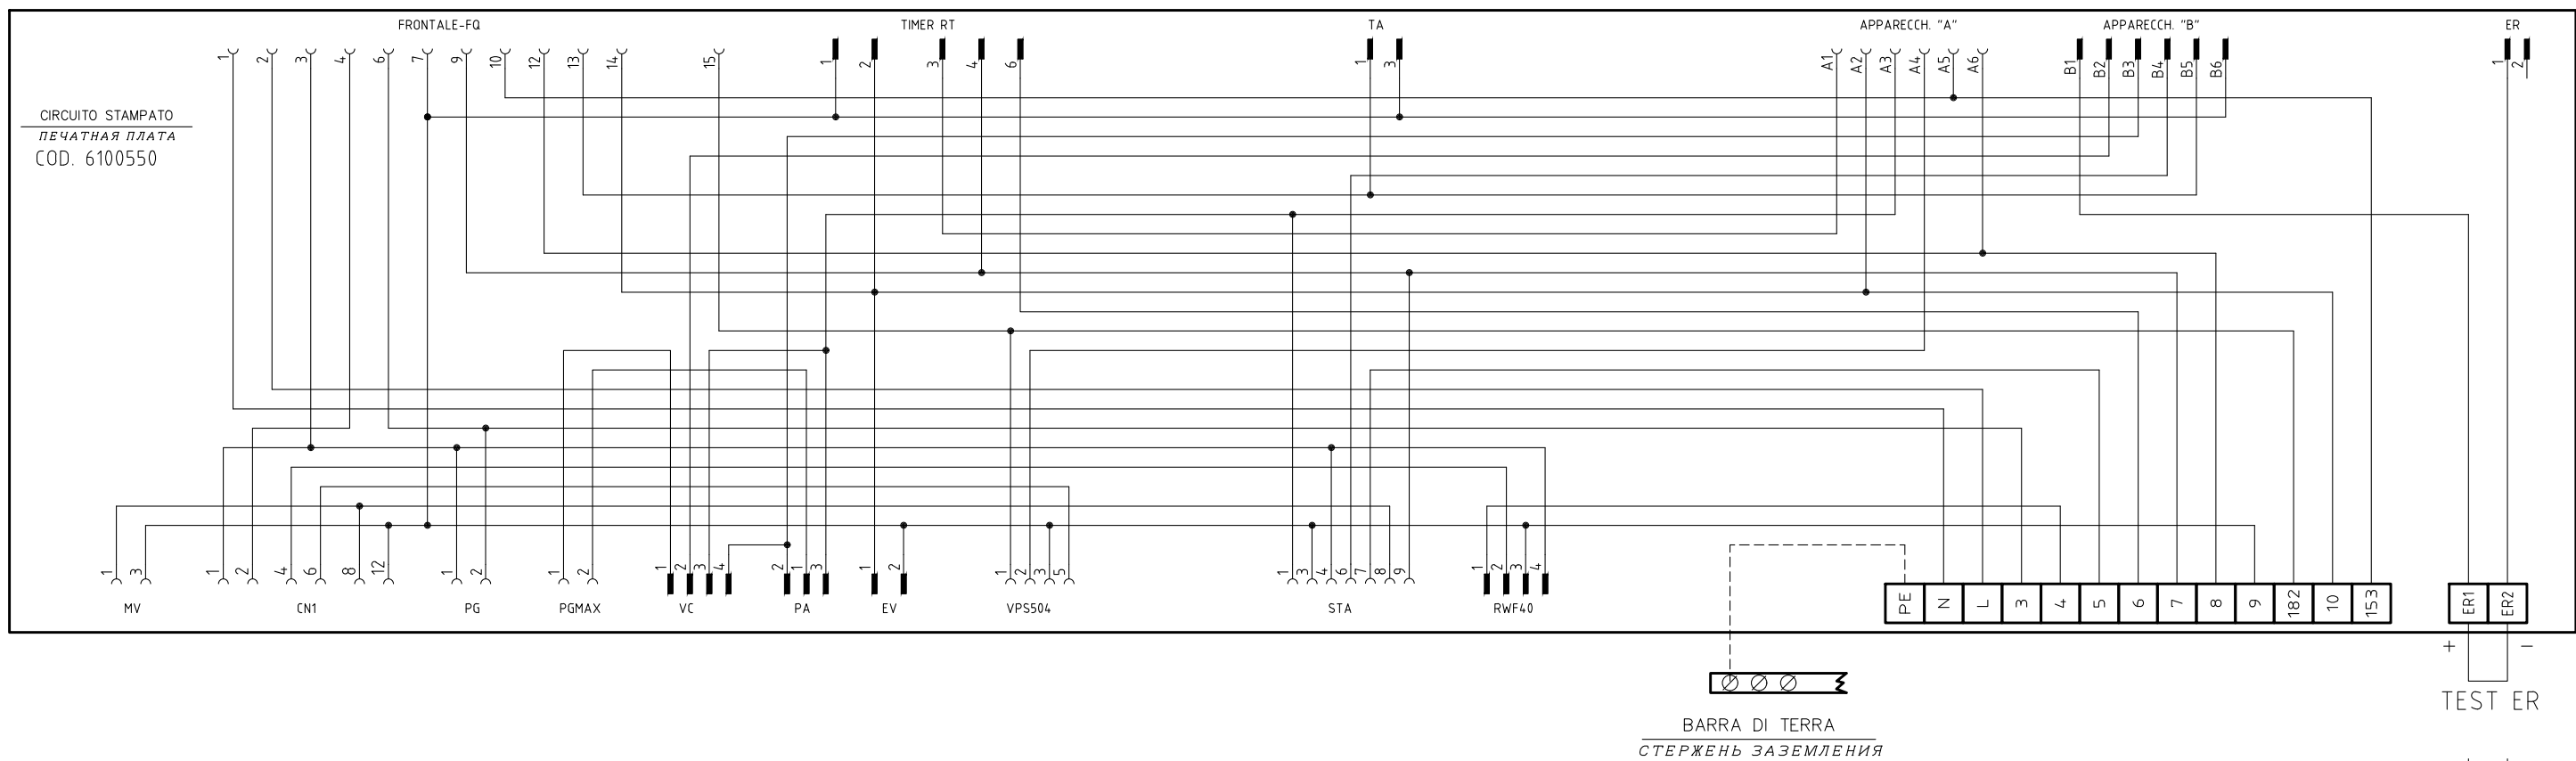 FRONTALE-FQ TIMER RT TA APPARECCH. "A" APPARECCH. "B" ER
1 2 3 4 6 7 9 10 12 13 14 15 1 2 3 4 6 1 3 A1 A2 A3 A4 A5 A6 B1 B2 B3 B4 B5 B6 1 2
CIRCUITO STAMPATO
ПЕЧАТНАЯ ПЛАТА
COD. 6100550
1 3 1 2 4 6 8 12 1 2 1 2 1 2 3 4 2 1 3 1 2 1 2 3 5 1 3 4 6 7 8 9 1 2 3 4
MV CN1 PG PGMAX VC PA EV VPS504 STA RWF40
PE N L 3 4 5 6 7 8 9 182 10 153 ER1 ER2
+ −
TEST ER
BARRA DI TERRA
СТЕРЖЕНЬ ЗАЗЕМЛЕНИЯ